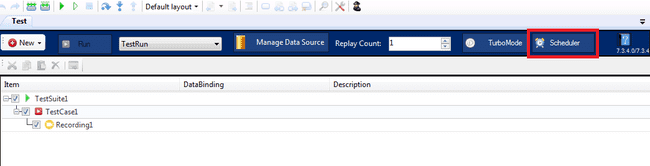 Default layout
Test
New Run TestRun Manage Data Source Replay Count: 1 TurboMode Scheduler
7.3.4.0/7.3.4
Item DataBinding Description
TestSuite1
TestCase1
Recording1